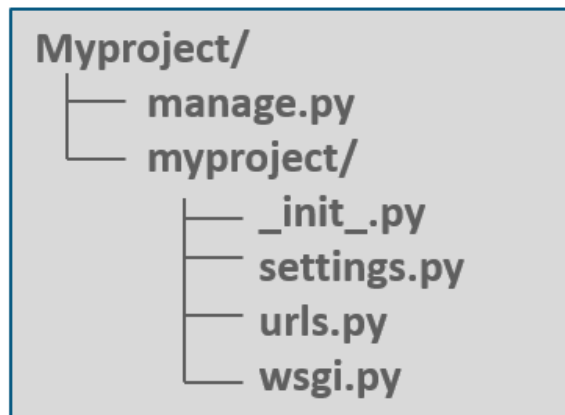 Myproject/
manage.py
myproject/
_init_.py
settings.py
urls.py
wsgi.py